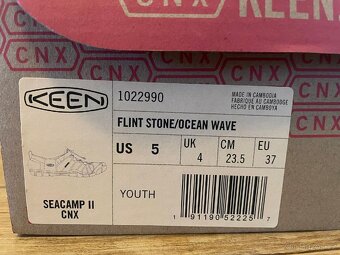 KEEN
CNX
CNX
KEEN
1022990
MADE IN CAMBODIA
FABRIQUÉ AU CAMBODGE
HECHO EN CAMBOYA
FLINT STONE/OCEAN WAVE
US 5
UK 4
CM 23.5
EU 37
YOUTH
SEACAMP II
CNX
1 91190 52225 7
CNX